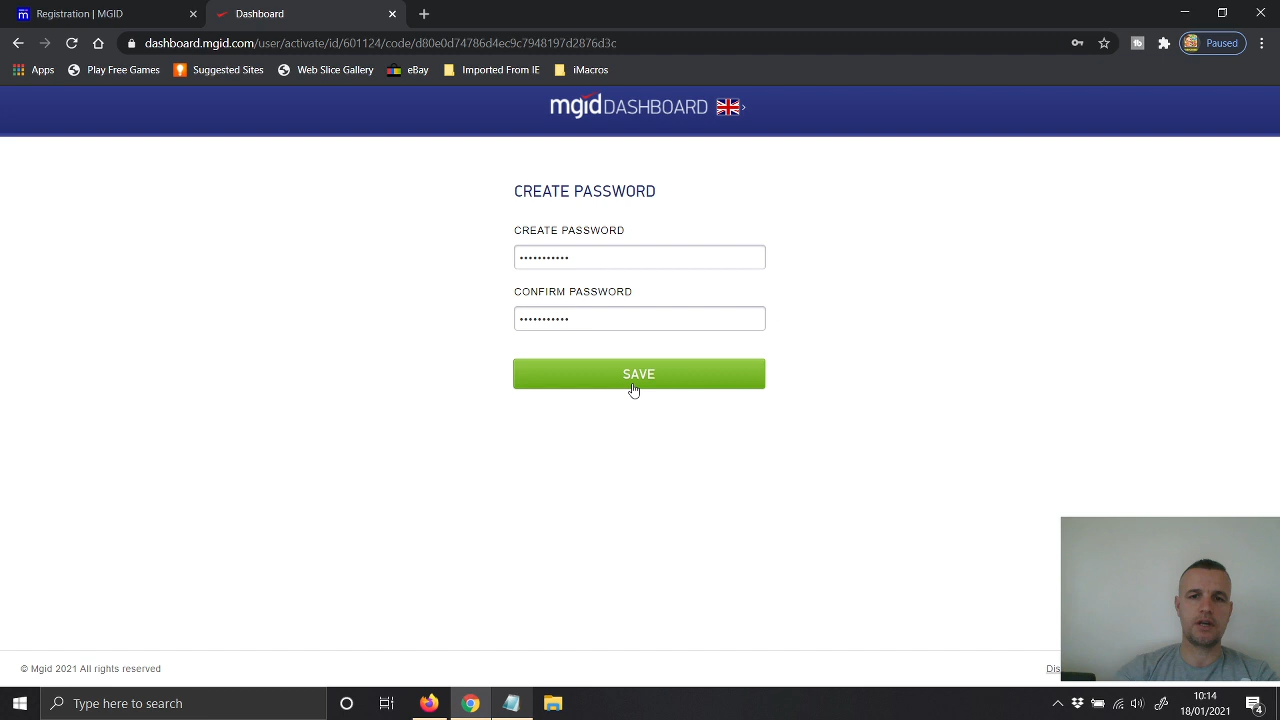 Registration | MGID
Dashboard
dashboard.mgid.com/user/activate/id/601124/code/d80e0d74786d4ec9c7948197d2876d3c
Paused
Apps
Play Free Games
Suggested Sites
Web Slice Gallery
eBay
Imported From IE
iMacros
mgid DASHBOARD
CREATE PASSWORD
CREATE PASSWORD
•••••••••••
CONFIRM PASSWORD
•••••••••••
SAVE
© Mgid 2021 All rights reserved
Dis
Type here to search
10:14
18/01/2021
4